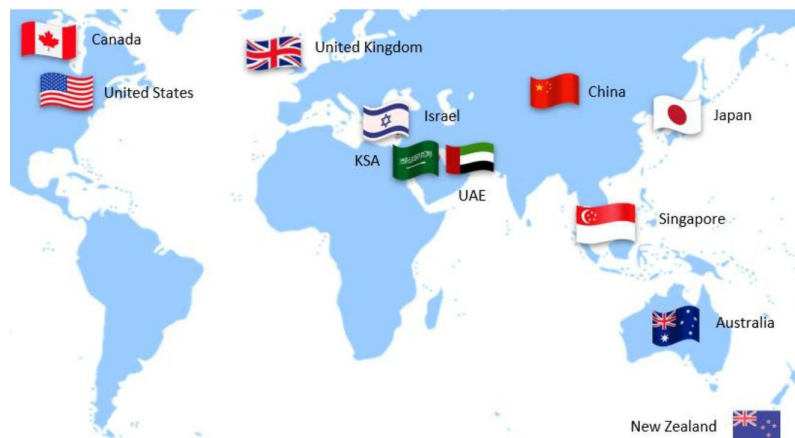 Canada
United Kingdom
United States
China
Israel
Japan
KSA
UAE
Singapore
Australia
New Zealand